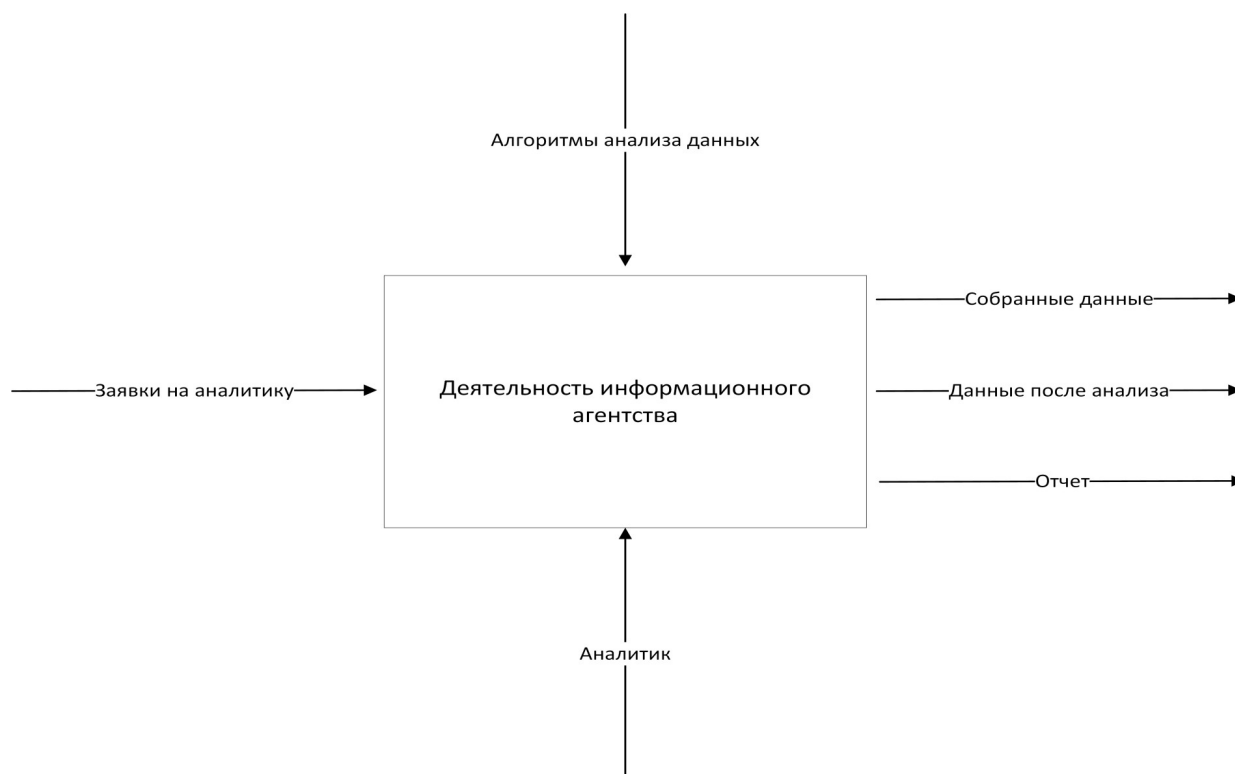 Алгоритмы анализа данных
Собранные данные
Заявки на аналитику
Деятельность информационного
агентства
Данные после анализа
Отчет
Аналитик